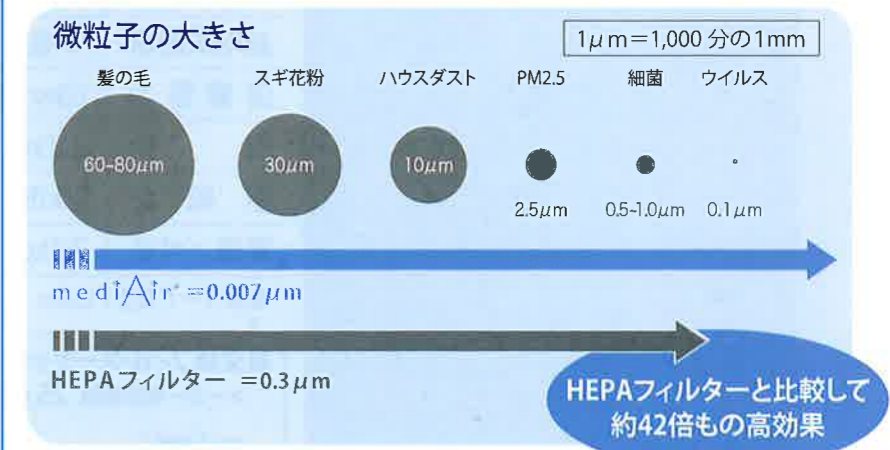 微粒子の大きさ
1μm＝1,000 分の1mm
髪の毛 スギ花粉 ハウスダスト PM2.5 細菌 ウイルス
60-80μm 30μm 10μm
2.5μm 0.5-1.0μm 0.1μm
mediAir =0.007μm
HEPAフィルター =0.3μm
HEPAフィルターと比較して
約42倍もの高効果